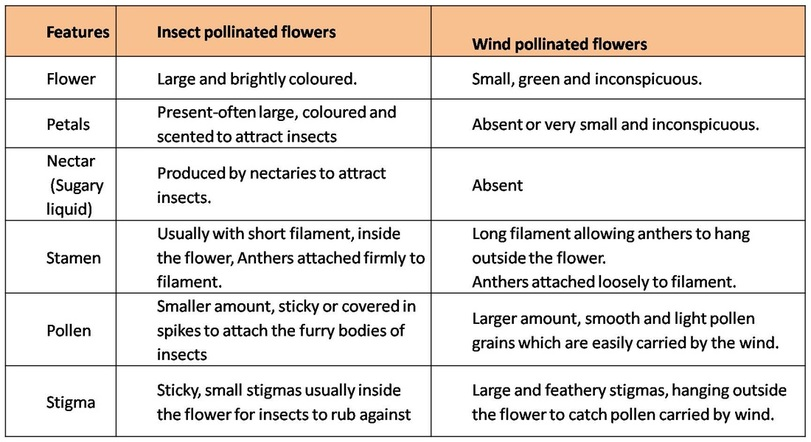 Features
Insect pollinated flowers
Wind pollinated flowers
Flower
Large and brightly coloured.
Small, green and inconspicuous.
Petals
Present-often large, coloured and
scented to attract insects
Absent or very small and inconspicuous.
Nectar
(Sugary
liquid)
Produced by nectaries to attract
insects.
Absent
Stamen
Usually with short filament, inside
the flower, Anthers attached firmly to
filament.
Long filament allowing anthers to hang
outside the flower.
Anthers attached loosely to filament.
Pollen
Smaller amount, sticky or covered in
spikes to attach the furry bodies of
insects
Larger amount, smooth and light pollen
grains which are easily carried by the wind.
Stigma
Sticky, small stigmas usually inside
the flower for insects to rub against
Large and feathery stigmas, hanging outside
the flower to catch pollen carried by wind.